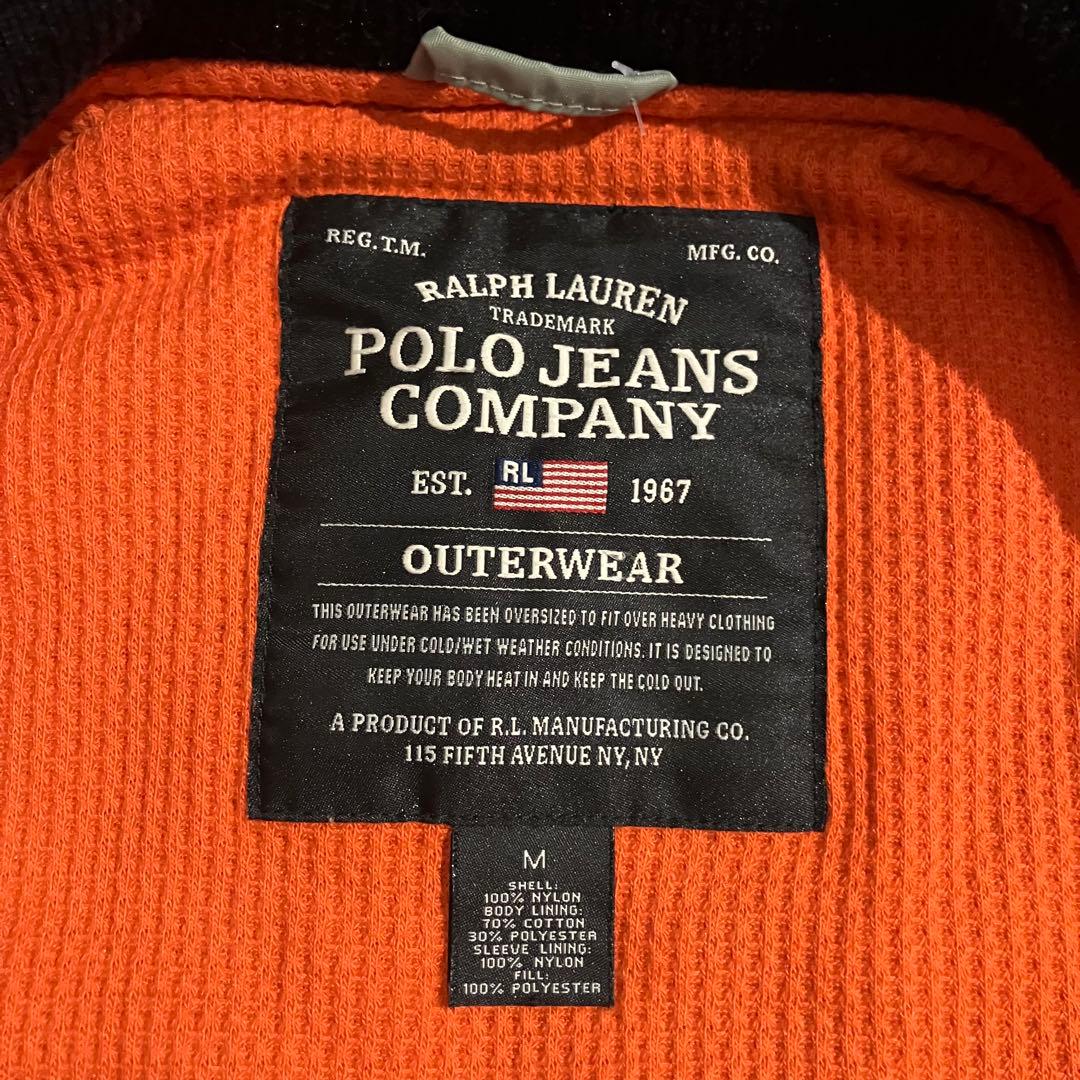 REG. T.M. MFG. CO.
RALPH LAUREN
TRADEMARK
POLO JEANS
COMPANY
EST. RL 1967
OUTERWEAR
THIS OUTERWEAR HAS BEEN OVERSIZED TO FIT OVER HEAVY CLOTHING
FOR USE UNDER COLD/WET WEATHER CONDITIONS. IT IS DESIGNED TO
KEEP YOUR BODY HEAT IN AND KEEP THE COLD OUT.
A PRODUCT OF R.L. MANUFACTURING CO.
115 FIFTH AVENUE NY, NY
M
SHELL:
100% NYLON
BODY LINING:
70% COTTON
30% POLYESTER
SLEEVE LINING:
100% NYLON
FILL:
100% POLYESTER